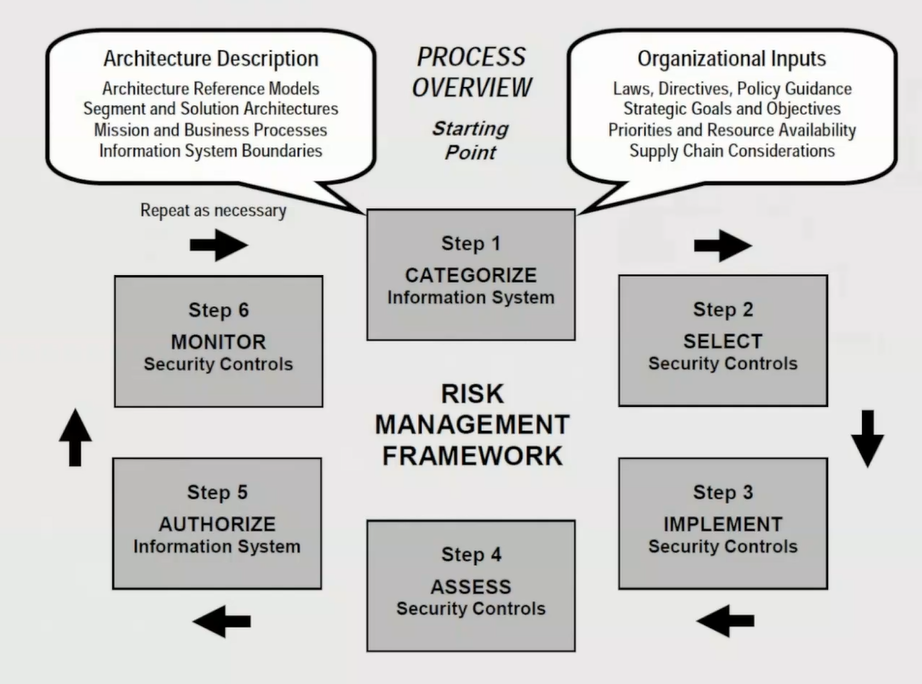 Architecture Description
Architecture Reference Models
Segment and Solution Architectures
Mission and Business Processes
Information System Boundaries
PROCESS
OVERVIEW
Starting
Point
Organizational Inputs
Laws, Directives, Policy Guidance
Strategic Goals and Objectives
Priorities and Resource Availability
Supply Chain Considerations
Repeat as necessary
Step 1
CATEGORIZE
Information System
Step 2
SELECT
Security Controls
Step 3
IMPLEMENT
Security Controls
Step 4
ASSESS
Security Controls
Step 5
AUTHORIZE
Information System
Step 6
MONITOR
Security Controls
RISK
MANAGEMENT
FRAMEWORK